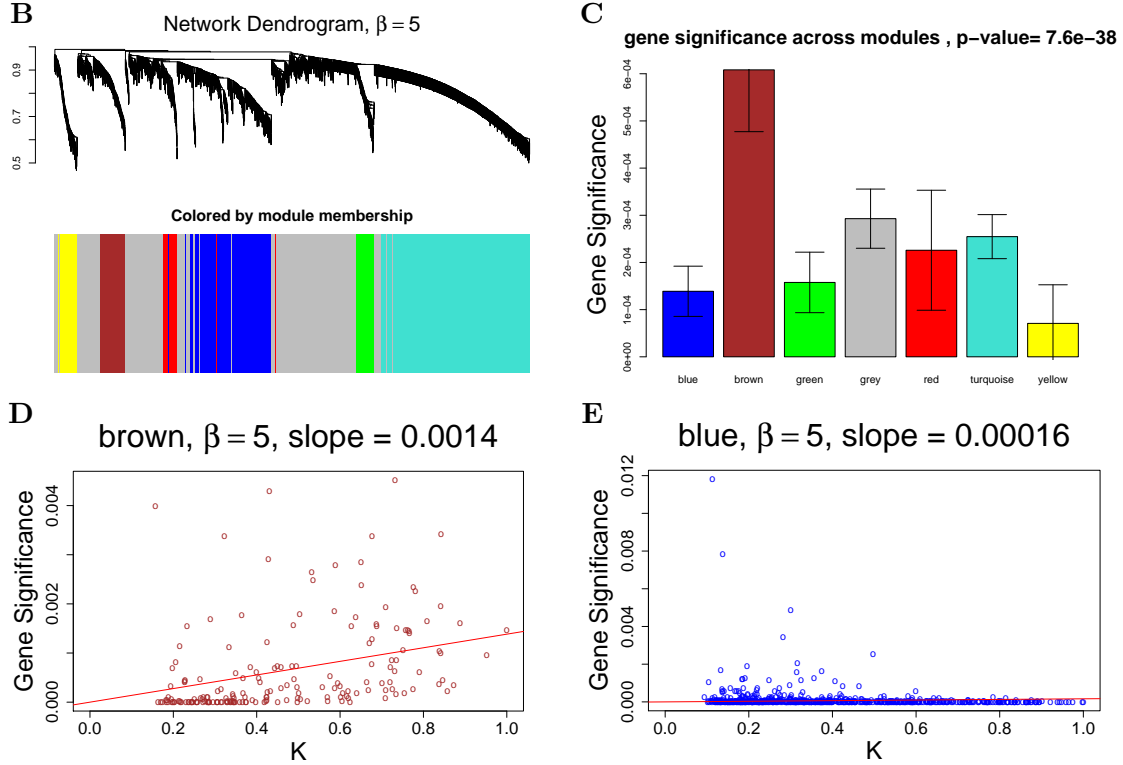 B
Network Dendrogram, β = 5
0.9
0.8
0.7
0.6
0.5
Colored by module membership
C
gene significance across modules , p-value= 7.6e−38
Gene Significance
6e−04
5e−04
4e−04
3e−04
2e−04
1e−04
0e+00
blue brown green grey red turquoise yellow
D
brown, β = 5, slope = 0.0014
Gene Significance
0.004
0.002
0.000
0.0 0.2 0.4 0.6 0.8 1.0
K
E
blue, β = 5, slope = 0.00016
Gene Significance
0.012
0.008
0.004
0.000
0.0 0.2 0.4 0.6 0.8 1.0
K